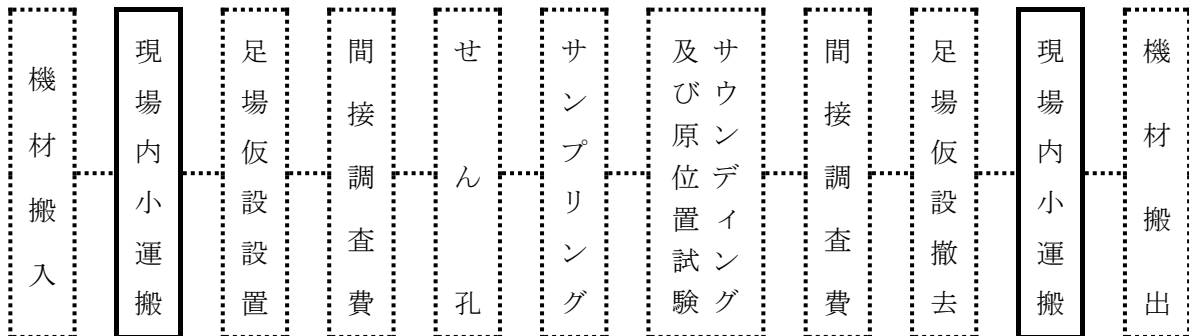 機材搬入
現場内小運搬
足場仮設設置
間接調査費
せん孔
サンプリング
サウンディング
及び原位置試験
間接調査費
足場仮設撤去
現場内小運搬
機材搬出